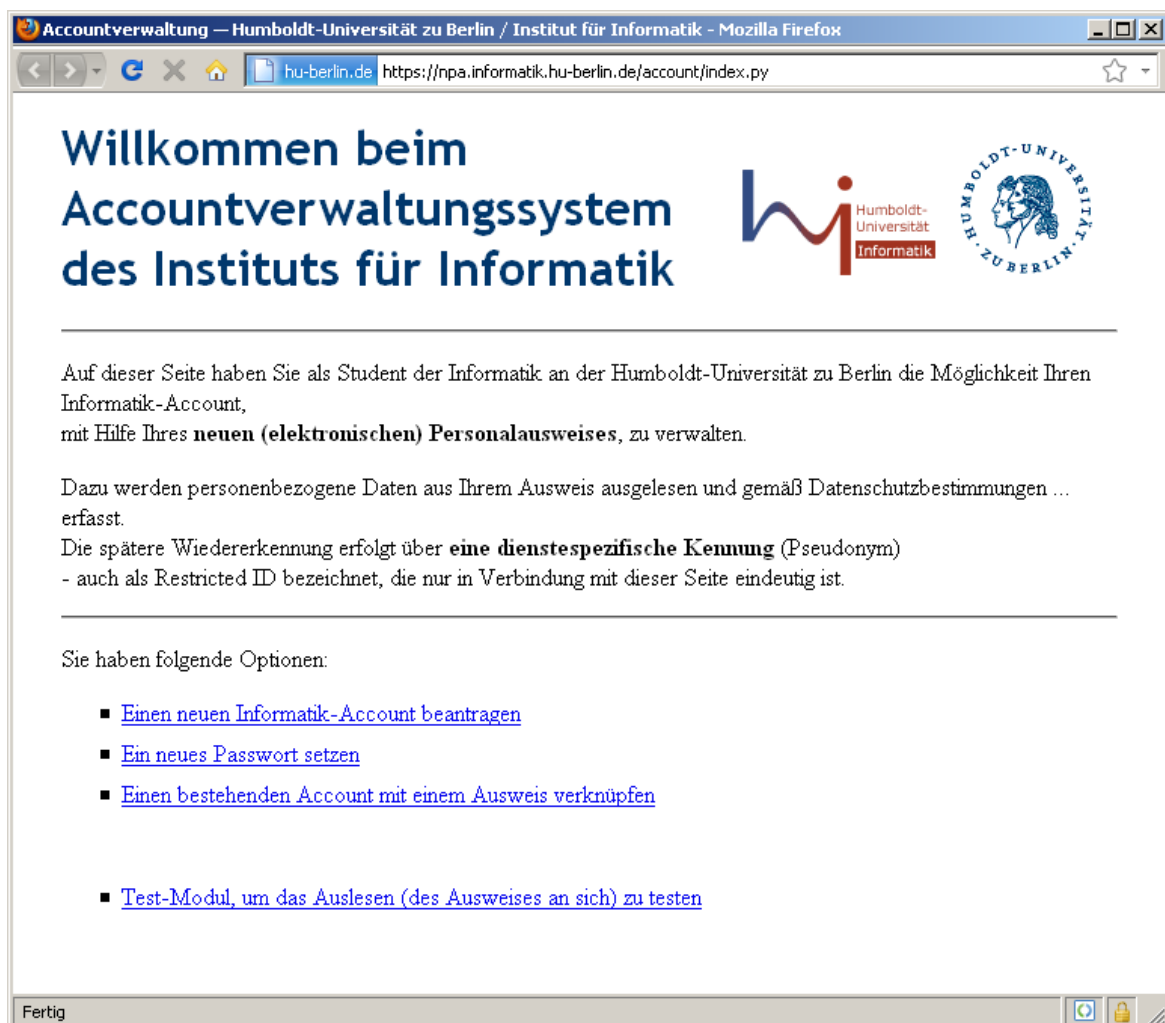 Accountverwaltung — Humboldt-Universität zu Berlin / Institut für Informatik - Mozilla Firefox
hu-berlin.de https://npa.informatik.hu-berlin.de/account/index.py
Willkommen beim
Accountverwaltungssystem
des Instituts für Informatik
Humboldt-
Universität
Informatik
HUMBOLDT-UNIVERSITÄT
ZU BERLIN
Auf dieser Seite haben Sie als Student der Informatik an der Humboldt-Universität zu Berlin die Möglichkeit Ihren
Informatik-Account,
mit Hilfe Ihres neuen (elektronischen) Personalausweises, zu verwalten.
Dazu werden personenbezogene Daten aus Ihrem Ausweis ausgelesen und gemäß Datenschutzbestimmungen ...
erfasst.
Die spätere Wiedererkennung erfolgt über eine dienstespezifische Kennung (Pseudonym)
- auch als Restricted ID bezeichnet, die nur in Verbindung mit dieser Seite eindeutig ist.
Sie haben folgende Optionen:
Einen neuen Informatik-Account beantragen
Ein neues Passwort setzen
Einen bestehenden Account mit einem Ausweis verknüpfen
Test-Modul, um das Auslesen (des Ausweises an sich) zu testen
Fertig